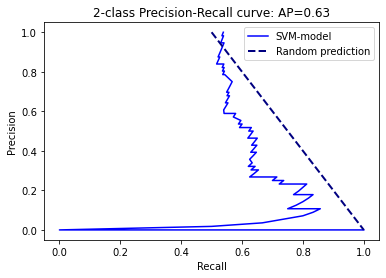 2-class Precision-Recall curve: AP=0.63
SVM-model
Random prediction
Precision
1.0
0.8
0.6
0.4
0.2
0.0
0.0 0.2 0.4 0.6 0.8 1.0
Recall